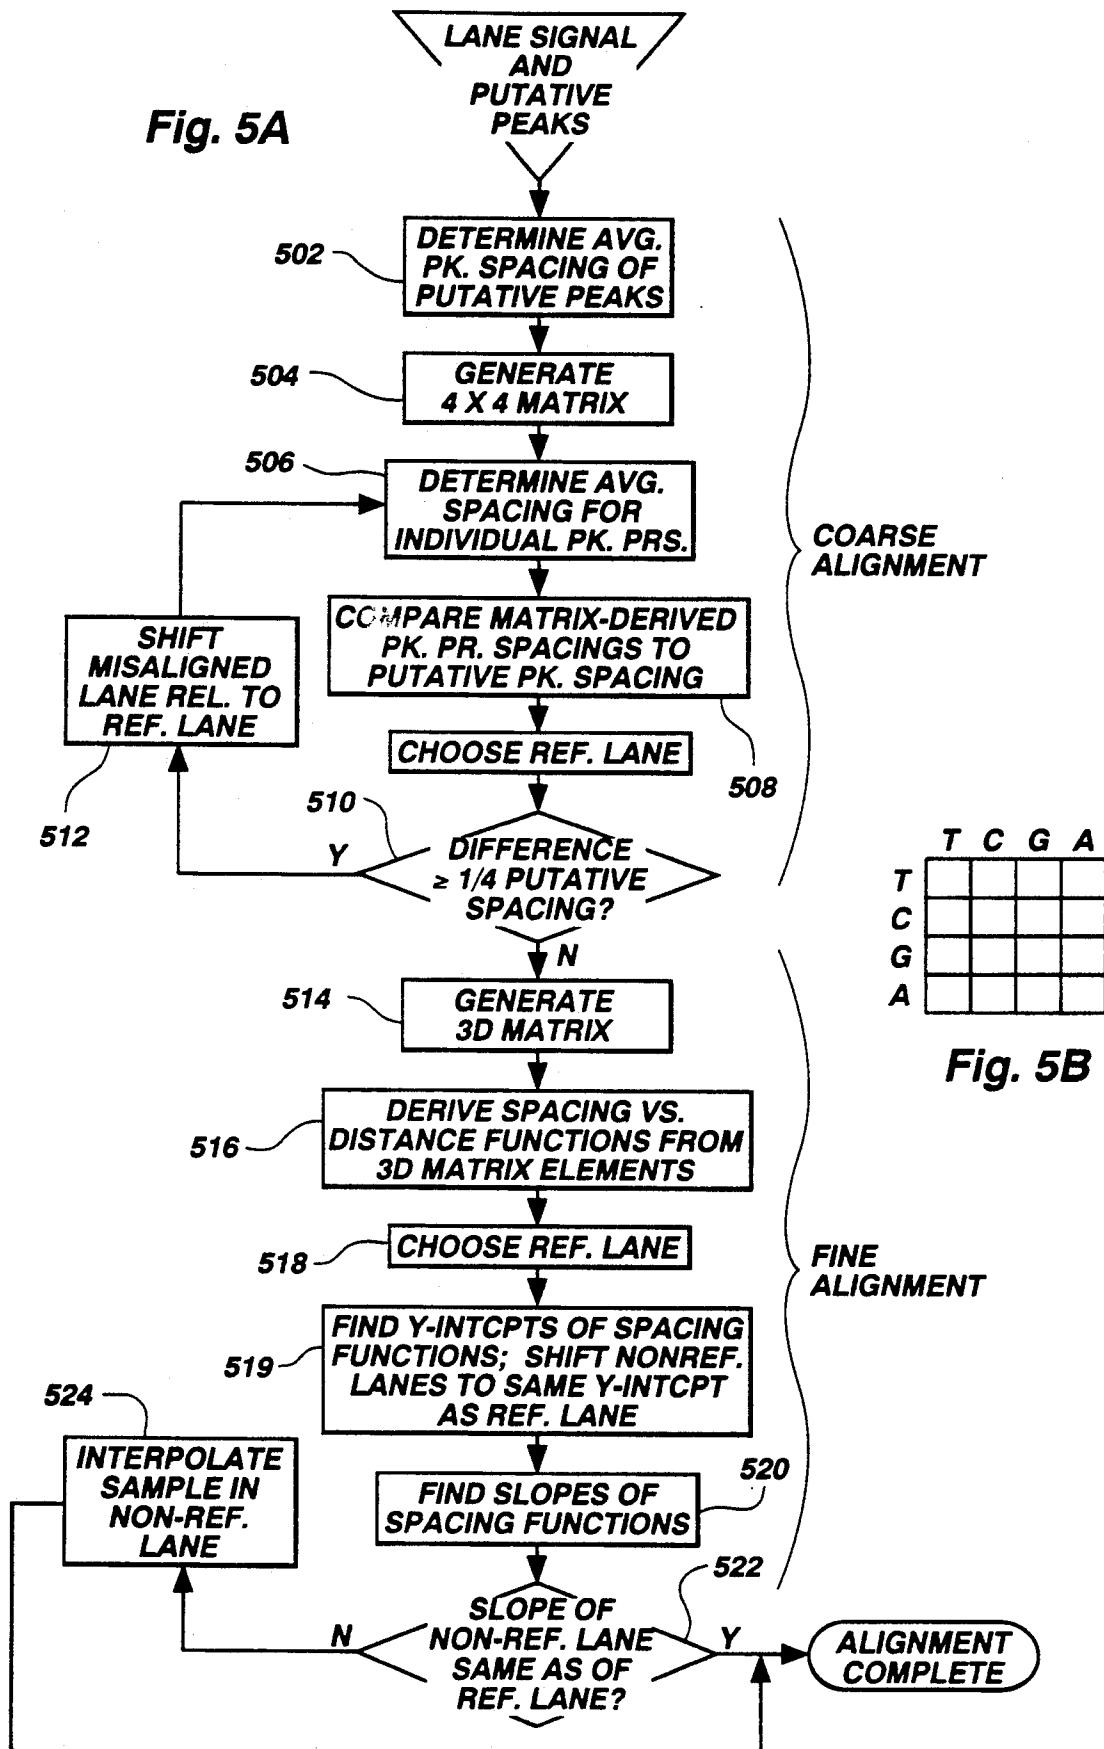 LANE SIGNAL
AND
PUTATIVE
PEAKS
Fig. 5A
502
DETERMINE AVG.
PK. SPACING OF
PUTATIVE PEAKS
504
GENERATE
4 X 4 MATRIX
506
DETERMINE AVG.
SPACING FOR
INDIVIDUAL PK. PRS.
COARSE
ALIGNMENT
COMPARE MATRIX-DERIVED
PK. PR. SPACINGS TO
PUTATIVE PK. SPACING
SHIFT
MISALIGNED
LANE REL. TO
REF. LANE
512
CHOOSE REF. LANE
508
510
Y
DIFFERENCE
≥ 1/4 PUTATIVE
SPACING?
N
T C G A
T
C
G
A
Fig. 5B
514
GENERATE
3D MATRIX
516
DERIVE SPACING VS.
DISTANCE FUNCTIONS FROM
3D MATRIX ELEMENTS
518
CHOOSE REF. LANE
FINE
ALIGNMENT
519
FIND Y-INTCPTS OF SPACING
FUNCTIONS; SHIFT NONREF.
LANES TO SAME Y-INTCPT
AS REF. LANE
524
INTERPOLATE
SAMPLE IN
NON-REF.
LANE
520
FIND SLOPES OF
SPACING FUNCTIONS
522
N
SLOPE OF
NON-REF. LANE
SAME AS OF
REF. LANE?
Y
ALIGNMENT
COMPLETE